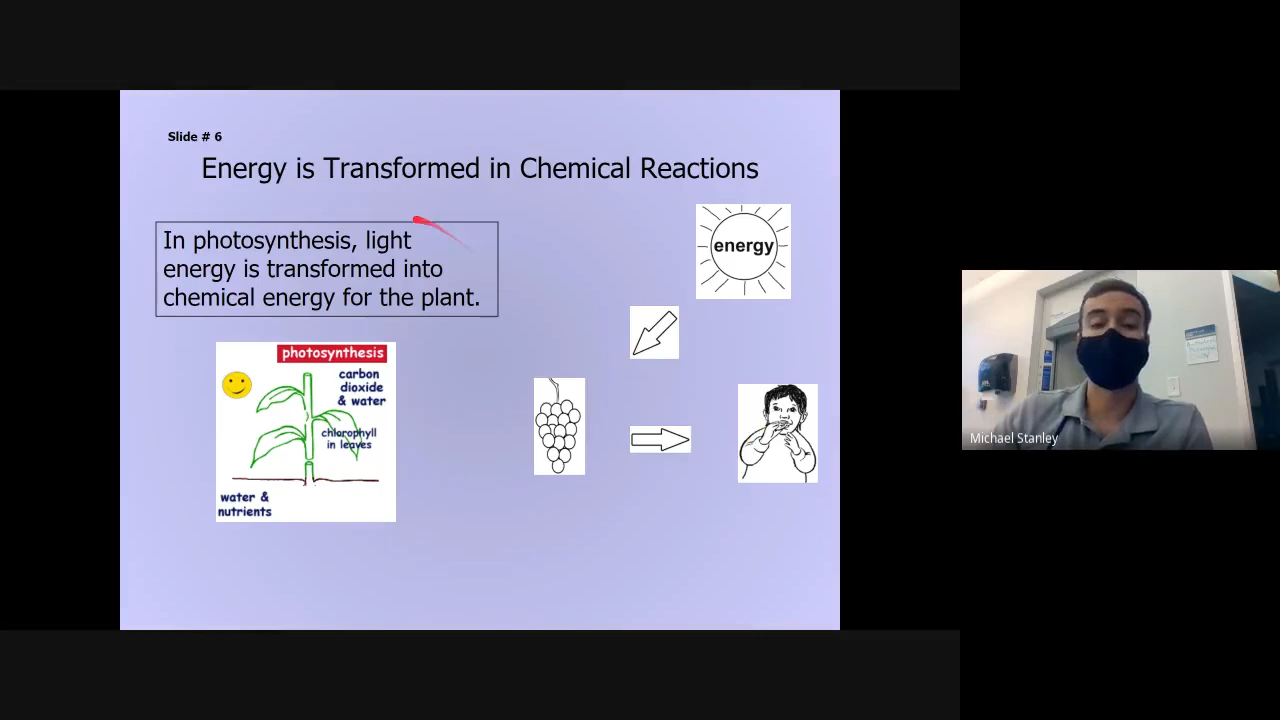 Slide # 6
Energy is Transformed in Chemical Reactions
In photosynthesis, light
energy is transformed into
chemical energy for the plant.
energy
photosynthesis
carbon
dioxide
& water
chlorophyll
in leaves
water &
nutrients
Michael Stanley